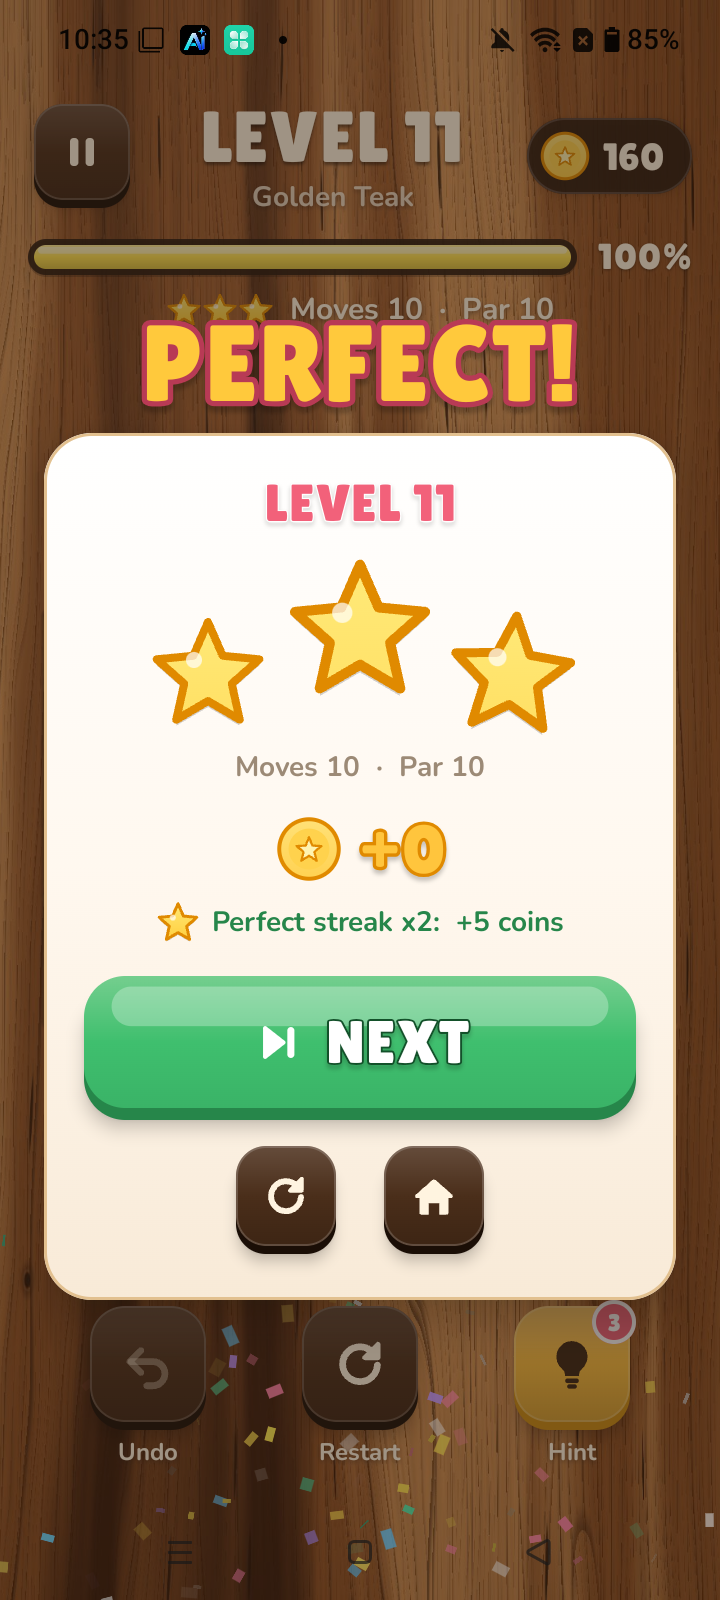 10:35
Ai
85%
LEVEL 11
160
Golden Teak
100%
Moves 10 · Par 10
PERFECT!
LEVEL 11
Moves 10 · Par 10
+0
Perfect streak x2: +5 coins
NEXT
3
Undo
Restart
Hint